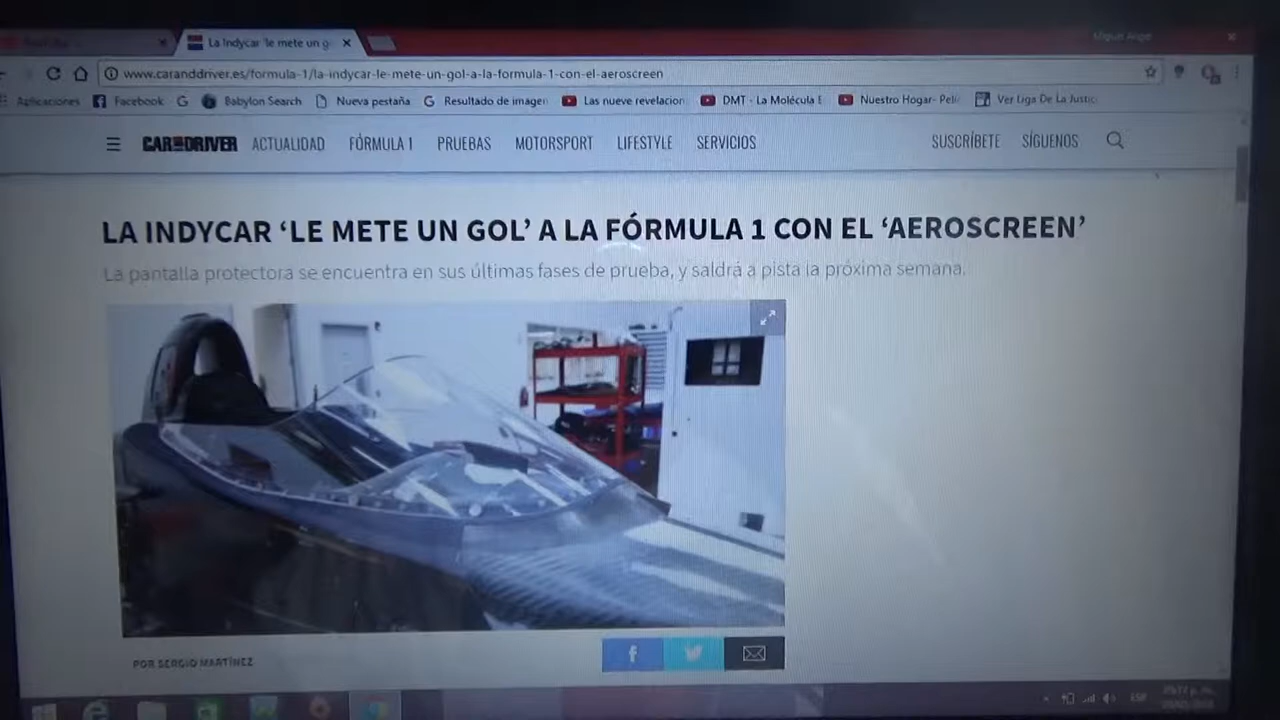 La Indycar 'le mete un g
Miguel Angel
www.caranddriver.es/formula-1/la-indycar-le-mete-un-gol-a-la-formula-1-con-el-aeroscreen
Aplicaciones Facebook Babylon Search Nueva pestaña Resultado de imagen Las nueve revelacion DMT - La Molécula E Nuestro Hogar- Peli Ver Liga De La Justic
CAR AND DRIVER ACTUALIDAD FÓRMULA 1 PRUEBAS MOTORSPORT LIFESTYLE SERVICIOS SUSCRÍBETE SÍGUENOS
LA INDYCAR ‘LE METE UN GOL’ A LA FÓRMULA 1 CON EL ‘AEROSCREEN’
La pantalla protectora se encuentra en sus últimas fases de prueba, y saldrá a pista la próxima semana.
POR SERGIO MARTÍNEZ
ESP